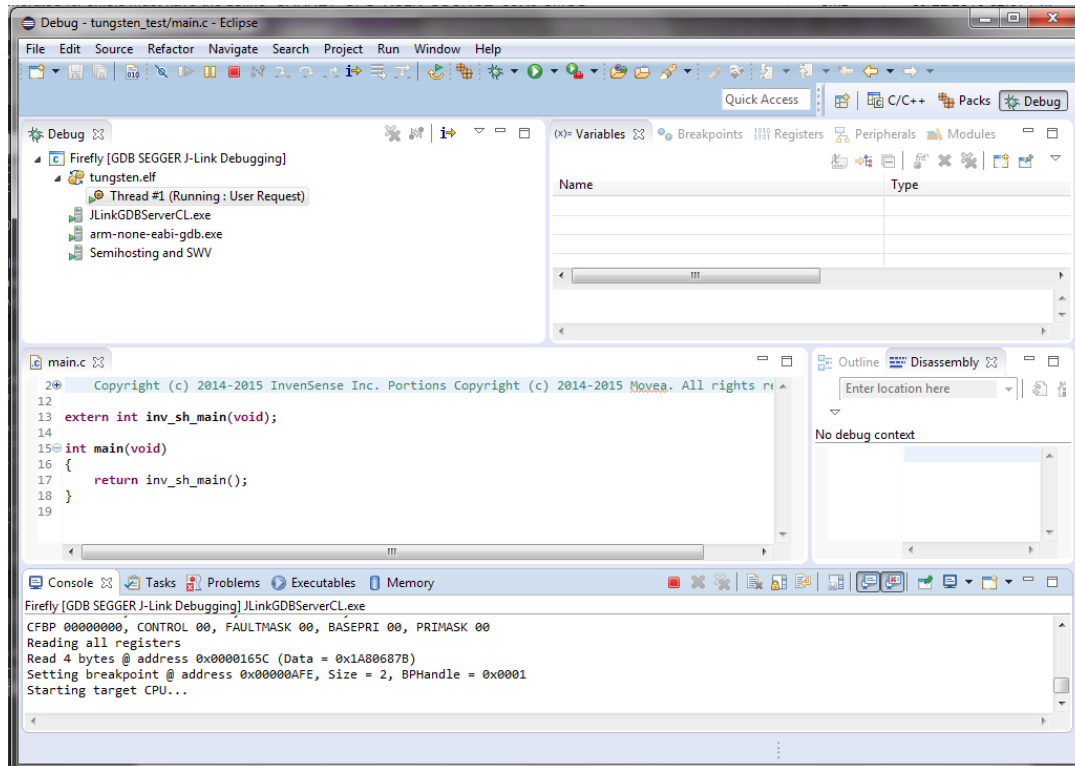 Debug - tungsten_test/main.c - Eclipse
File Edit Source Refactor Navigate Search Project Run Window Help
Quick Access C/C++ Packs Debug
Debug
Firefly [GDB SEGGER J-Link Debugging]
tungsten.elf
Thread #1 (Running : User Request)
JLinkGDBServerCL.exe
arm-none-eabi-gdb.exe
Semihosting and SWV
(x)= Variables Breakpoints Registers Peripherals Modules
Name Type
main.c
2 Copyright (c) 2014-2015 InvenSense Inc. Portions Copyright (c) 2014-2015 Movea. All rights
12
13 extern int inv_sh_main(void);
14
15 int main(void)
16 {
17 return inv_sh_main();
18 }
19
Outline Disassembly
Enter location here
No debug context
Console Tasks Problems Executables Memory
Firefly [GDB SEGGER J-Link Debugging] JLinkGDBServerCL.exe
CFBP 00000000, CONTROL 00, FAULTMASK 00, BASEPRI 00, PRIMASK 00
Reading all registers
Read 4 bytes @ address 0x0000165C (Data = 0x1A80687B)
Setting breakpoint @ address 0x00000AFE, Size = 2, BPHandle = 0x0001
Starting target CPU...